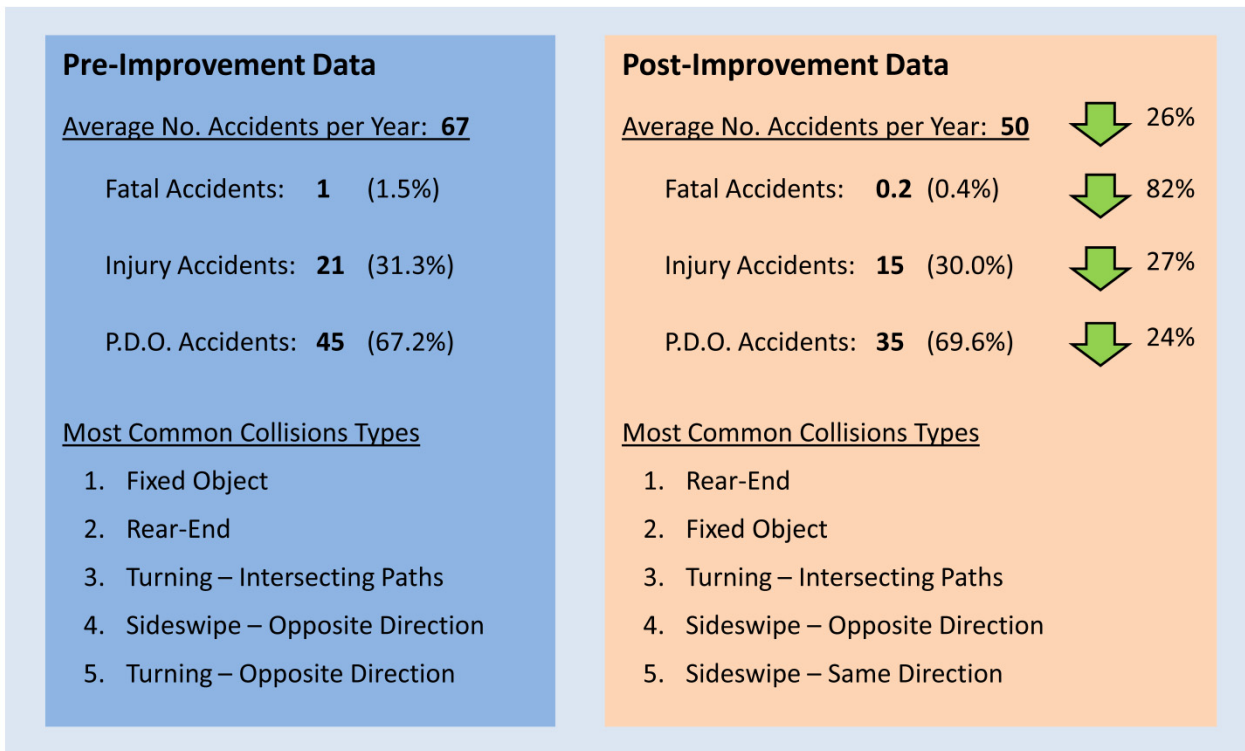 Pre-Improvement Data
Average No. Accidents per Year: 67
Fatal Accidents: 1 (1.5%)
Injury Accidents: 21 (31.3%)
P.D.O. Accidents: 45 (67.2%)
Most Common Collisions Types
1. Fixed Object
2. Rear-End
3. Turning – Intersecting Paths
4. Sideswipe – Opposite Direction
5. Turning – Opposite Direction
Post-Improvement Data
Average No. Accidents per Year: 50 26%
Fatal Accidents: 0.2 (0.4%) 82%
Injury Accidents: 15 (30.0%) 27%
P.D.O. Accidents: 35 (69.6%) 24%
Most Common Collisions Types
1. Rear-End
2. Fixed Object
3. Turning – Intersecting Paths
4. Sideswipe – Opposite Direction
5. Sideswipe – Same Direction